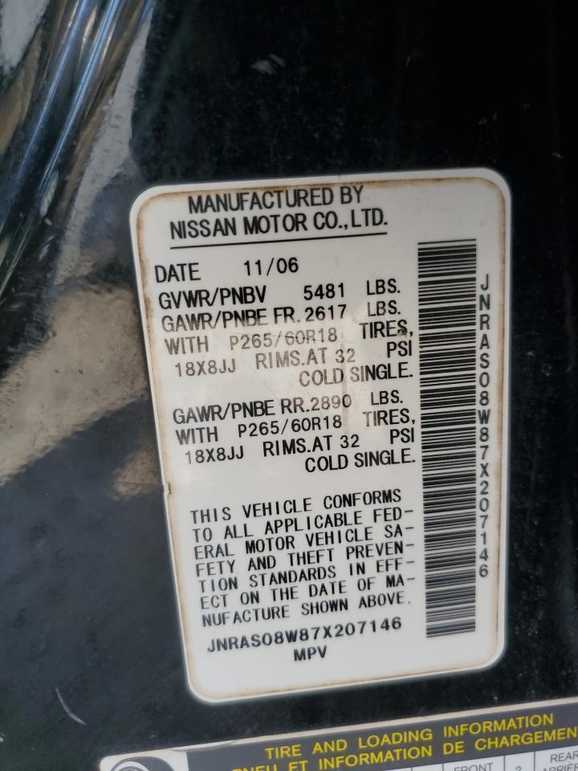 MANUFACTURED BY
NISSAN MOTOR CO.,LTD.
DATE 11/06
GVWR/PNBV 5481 LBS.
GAWR/PNBE FR. 2617 LBS.
WITH P265/60R18 TIRES,
18X8JJ RIMS.AT 32 PSI
COLD SINGLE.
GAWR/PNBE RR. 2890 LBS.
WITH P265/60R18 TIRES,
18X8JJ RIMS.AT 32 PSI
COLD SINGLE.
THIS VEHICLE CONFORMS
TO ALL APPLICABLE FED-
ERAL MOTOR VEHICLE SA-
FETY AND THEFT PREVEN-
TION STANDARDS IN EFF-
ECT ON THE DATE OF MA-
NUFACTURE SHOWN ABOVE.
JNRAS08W87X207146
MPV
JNRAS08W87X207146
TIRE AND LOADING INFORMATION
ET INFORMATION DE CHARGEMEN
FRONT 2 REAR